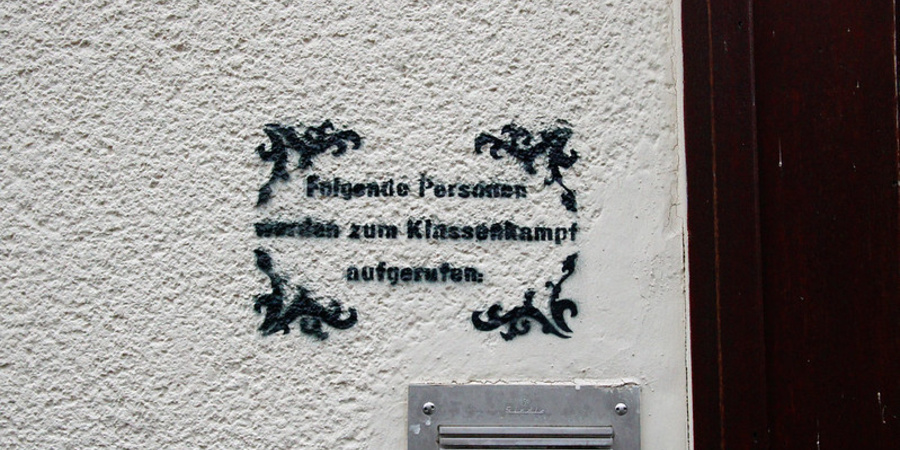 Folgende Personen
werden zum Klassenkampf
aufgerufen: